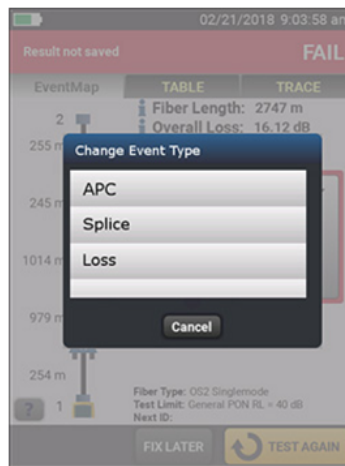 02/21/2018 9:03:58 am
Result not saved
FAIL
EventMap TABLE TRACE
Fiber Length: 2747 m
Overall Loss: 16.12 dB
2
255 m
Change Event Type
APC
245 m
Splice
Loss
1014 m
979 m
Cancel
254 m
Fiber Type: OS2 Singlemode
Test Limit: General PON RL = 40 dB
Next ID:
? 1
FIX LATER TEST AGAIN